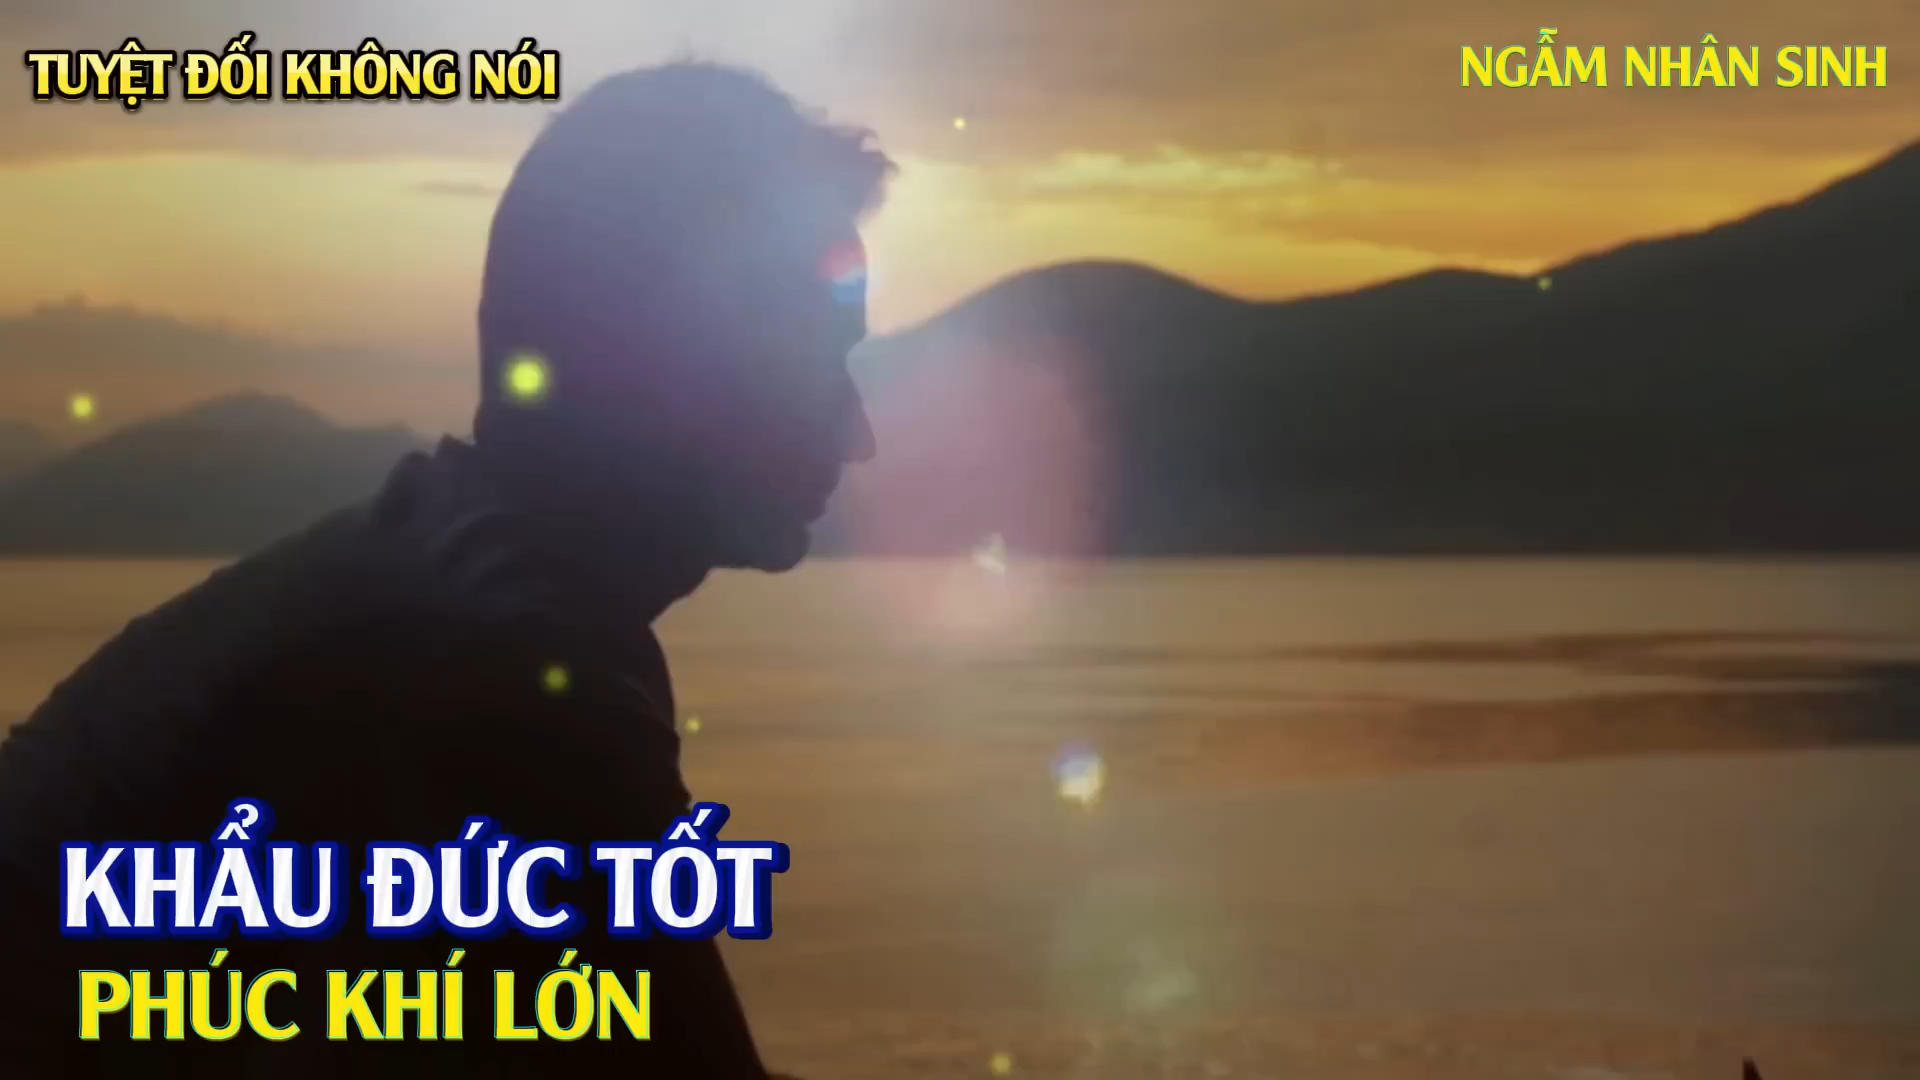 TUYỆT ĐỐI KHÔNG NÓI
NGẪM NHÂN SINH
KHẨU ĐỨC TỐT
PHÚC KHÍ LỚN